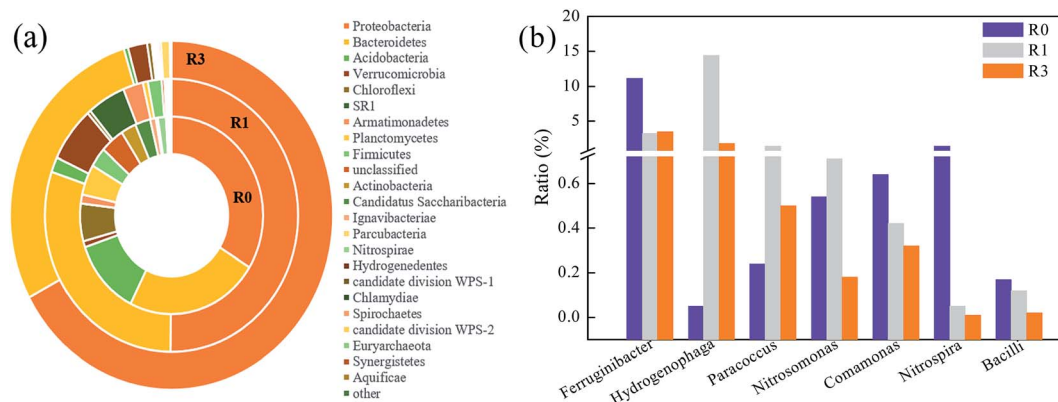 (a)
R3
R1
R0
Proteobacteria
Bacteroidetes
Acidobacteria
Verrucomicrobia
Chloroflexi
SR1
Armatimonadetes
Planctomycetes
Firmicutes
unclassified
Actinobacteria
Candidatus Saccharibacteria
Ignavibacteriae
Parcubacteria
Nitrospirae
Hydrogenedentes
candidate division WPS-1
Chlamydiae
Spirochaetes
candidate division WPS-2
Euryarchaeota
Synergistetes
Aquificae
other
(b)
R0
R1
R3
Ratio (%)
20
15
10
5
0.6
0.4
0.2
0.0
Ferruginibacter
Hydrogenophaga
Paracoccus
Nitrosomonas
Comamonas
Nitrospira
Bacilli